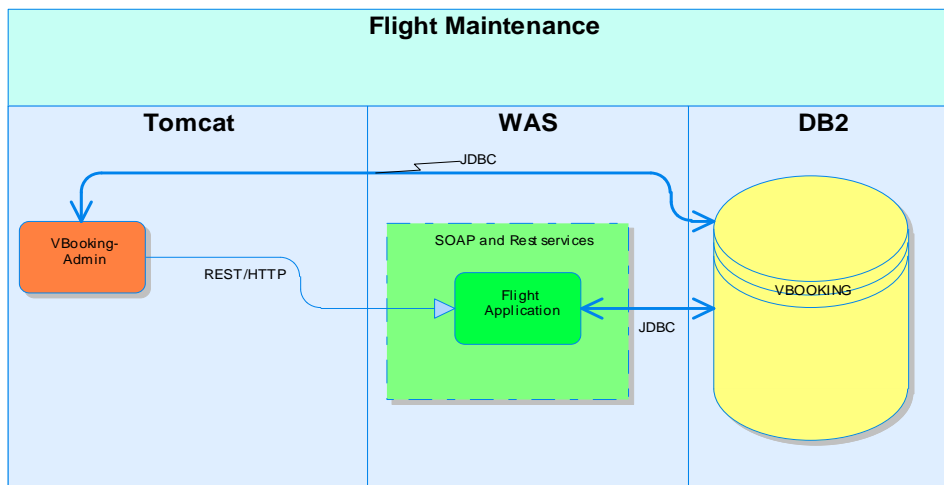 Flight Maintenance
Tomcat
WAS
DB2
JDBC
VBooking-
Admin
REST/HTTP
SOAP and Rest services
Flight
Application
JDBC
VBOOKING